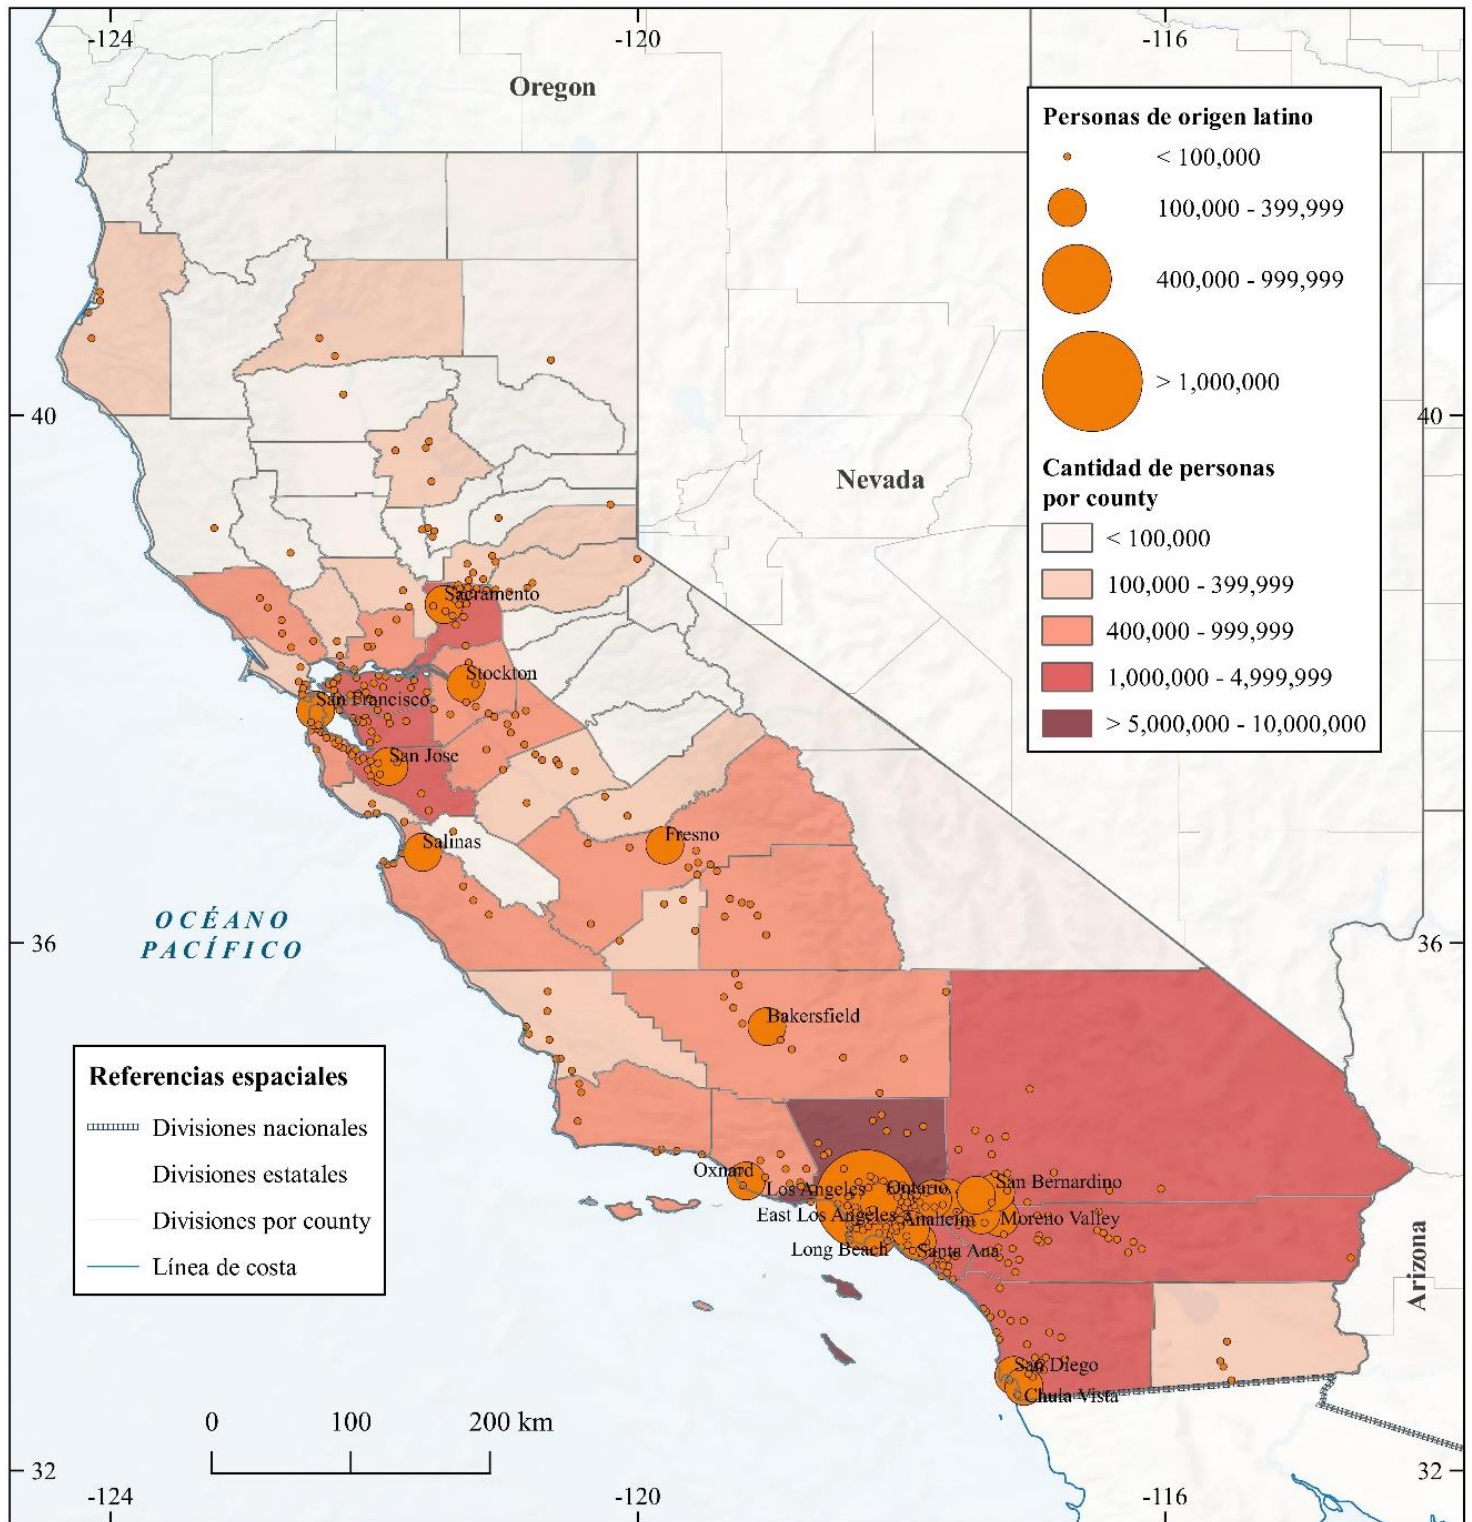 -124
-120
-116
Oregon
Personas de origen latino
< 100,000
100,000 - 399,999
400,000 - 999,999
> 1,000,000
40
40
Nevada
Cantidad de personas
por county
< 100,000
100,000 - 399,999
400,000 - 999,999
1,000,000 - 4,999,999
> 5,000,000 - 10,000,000
Sacramento
Stockton
San Francisco
San Jose
Fresno
Salinas
OCÉANO
PACÍFICO
36
36
Bakersfield
Referencias espaciales
Divisiones nacionales
Divisiones estatales
Divisiones por county
Línea de costa
Oxnard
Los Angeles
Ontario
San Bernardino
East Los Angeles
Anaheim
Moreno Valley
Long Beach
Santa Ana
Arizona
San Diego
Chula Vista
0 100 200 km
32
32
-124
-120
-116